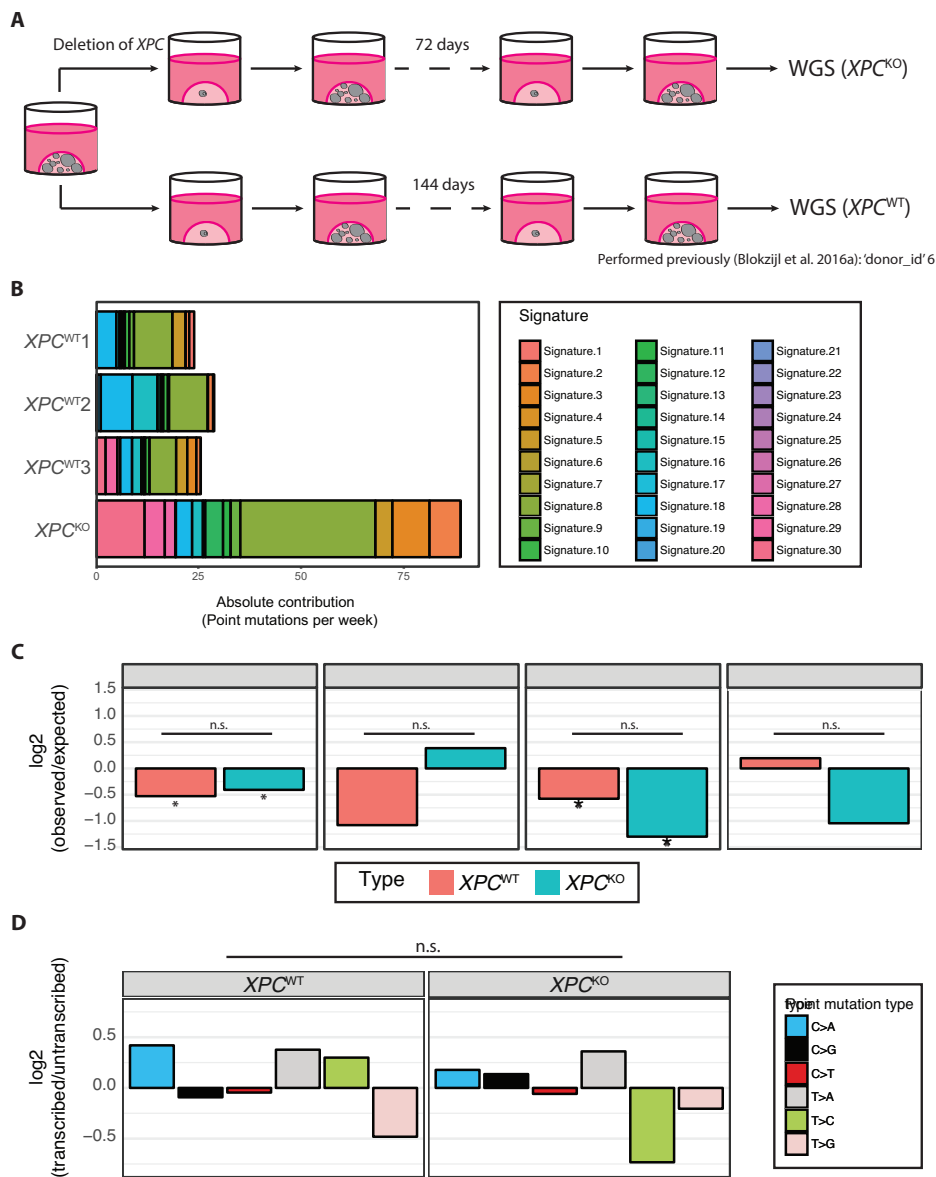 A
Deletion of XPC
72 days
WGS (XPCᴷᴼ)
144 days
WGS (XPCᵂᵀ)
Performed previously (Blokzijl et al. 2016a): 'donor_id' 6
B
XPCᵂᵀ1
XPCᵂᵀ2
XPCᵂᵀ3
XPCᴷᴼ
0 25 50 75
Absolute contribution
(Point mutations per week)
Signature
Signature.1 Signature.11 Signature.21
Signature.2 Signature.12 Signature.22
Signature.3 Signature.13 Signature.23
Signature.4 Signature.14 Signature.24
Signature.5 Signature.15 Signature.25
Signature.6 Signature.16 Signature.26
Signature.7 Signature.17 Signature.27
Signature.8 Signature.18 Signature.28
Signature.9 Signature.19 Signature.29
Signature.10 Signature.20 Signature.30
C
log2
(observed/expected)
1.5
1.0
0.5
0.0
−0.5
−1.0
−1.5
n.s. n.s. n.s. n.s.
* * * *
Type XPCᵂᵀ XPCᴷᴼ
D
n.s.
XPCᵂᵀ XPCᴷᴼ
log2
(transcribed/untranscribed)
0.5
0.0
−0.5
Point mutation type
C>A
C>G
C>T
T>A
T>C
T>G